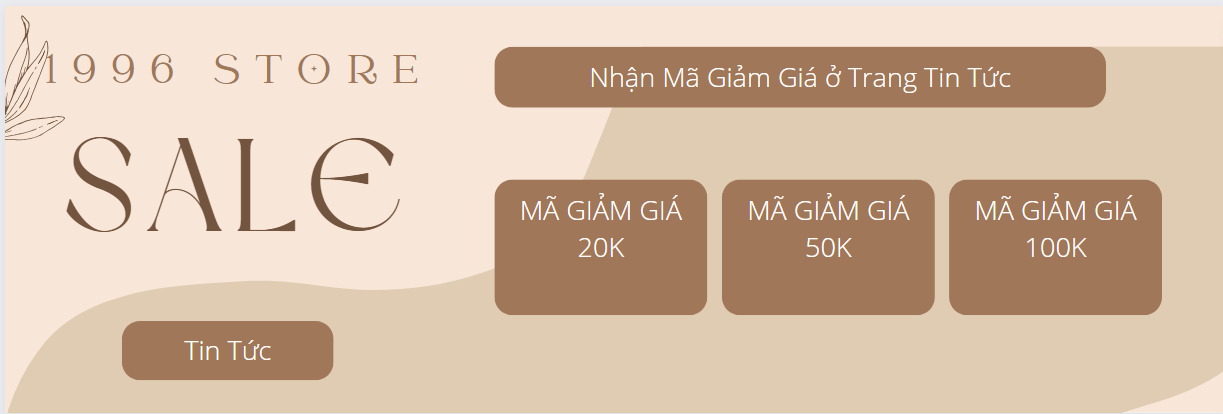 1996 STORE
SALE
Tin Tức
Nhận Mã Giảm Giá ở Trang Tin Tức
MÃ GIẢM GIÁ
20K
MÃ GIẢM GIÁ
50K
MÃ GIẢM GIÁ
100K